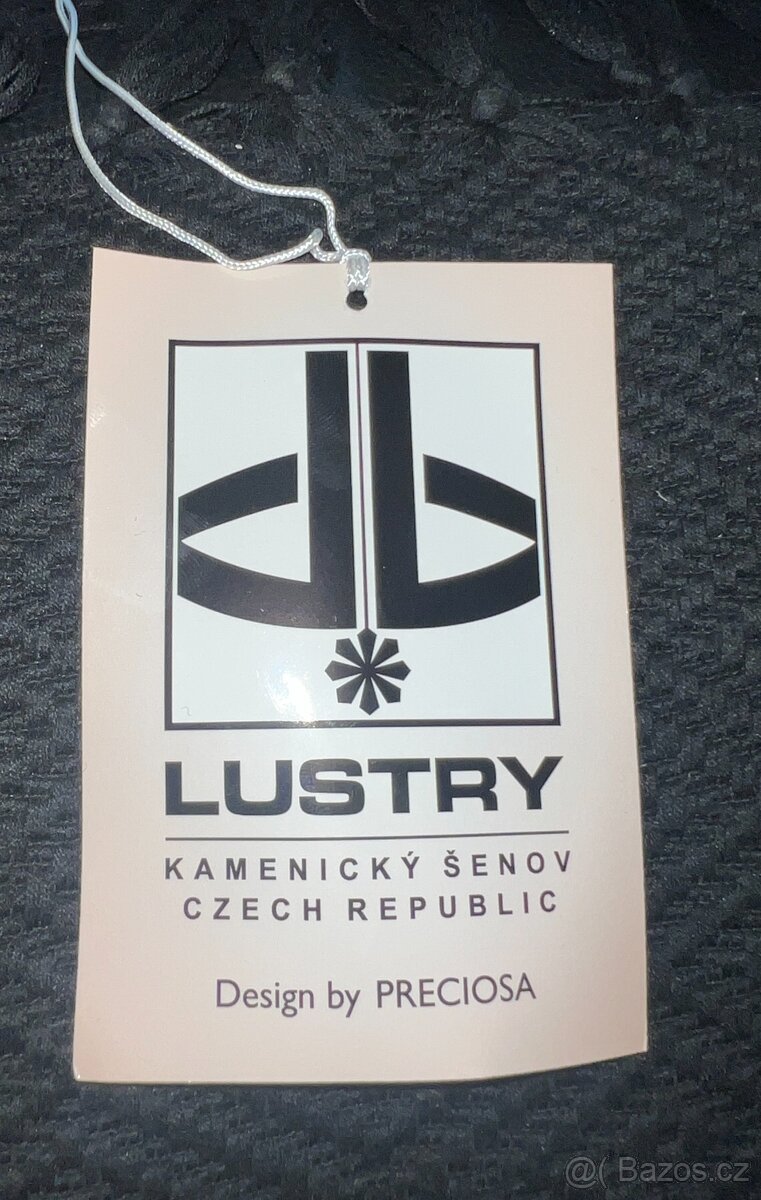 LUSTRY
KAMENICKÝ ŠENOV
CZECH REPUBLIC
Design by PRECIOSA
@( Bazos.cz